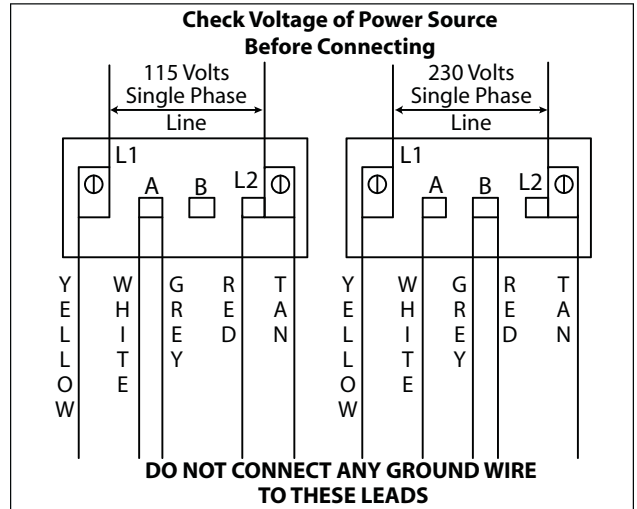 Check Voltage of Power Source
Before Connecting
115 Volts
Single Phase
Line
L1
A
B
L2
YELLOW
WHITE
GREY
RED
TAN
230 Volts
Single Phase
Line
L1
A
B
L2
YELLOW
WHITE
GREY
RED
TAN
DO NOT CONNECT ANY GROUND WIRE
TO THESE LEADS